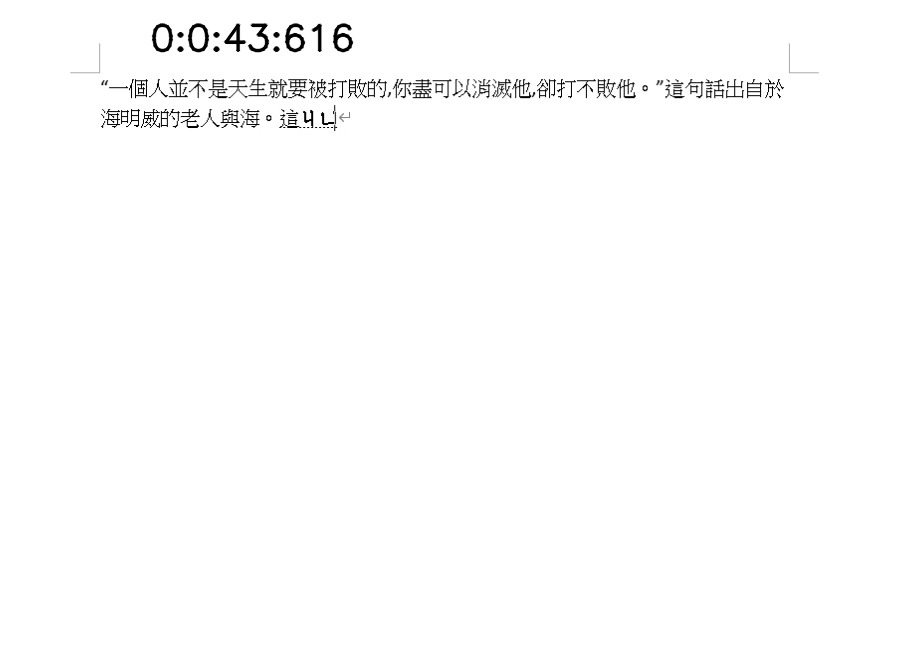 0:0:43:616
“一個人並不是天生就要被打敗的,你盡可以消滅他,卻打不敗他。”這句話出自於
海明威的老人與海。這ㄐㄩ